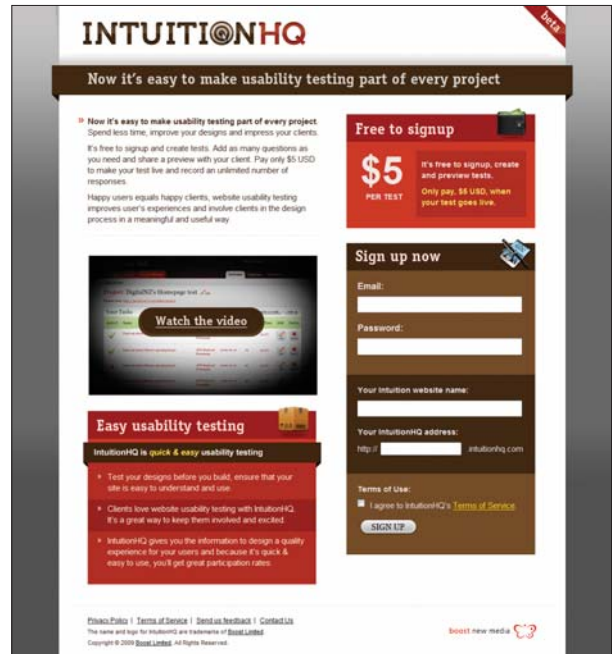 INTUITIONHQ
beta
Now it's easy to make usability testing part of every project
Now it's easy to make usability testing part of every project.
Spend less time, improve your designs and impress your clients.
It's free to signup and create tests. Add as many questions as
you need and share a preview with your client. Pay only $5 USD
to make your test live and record an unlimited number of
responses.
Happy users equals happy clients, website usability testing
improves user's experiences and involve clients in the design
process in a meaningful and useful way
Watch the video
Easy usability testing
IntuitionHQ is quick & easy usability testing
Test your designs before you build, ensure that your
site is easy to understand and use.
Clients love website usability testing with IntuitionHQ.
It's a great way to keep them involved and excited.
IntuitionHQ gives you the information to design a quality
experience for your users and because it's quick &
easy to use, you'll get great participation rates.
Free to signup
$5
PER TEST
It's free to signup, create
and preview tests.
Only pay, $5 USD, when
your test goes live.
Sign up now
Email:
Password:
Your Intuition website name:
Your IntuitionHQ address:
http:// .intuitionhq.com
Terms of Use:
I agree to IntuitionHQ's Terms of Service.
SIGN UP
Privacy Policy | Terms of Service | Send us feedback | Contact Us
The name and logo for IntuitionHQ are trademarks of Boost Limited.
Copyright © 2009 Boost Limited. All Rights Reserved.
boost new media